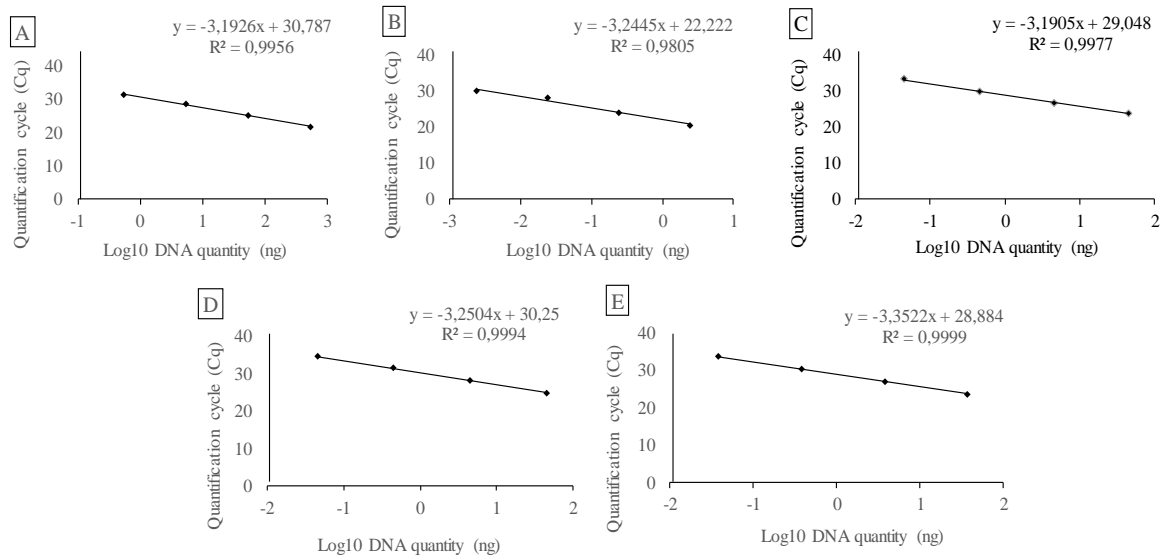 A
y = -3,1926x + 30,787
R² = 0,9956
Quantification cycle (Cq)
40
30
20
10
0
-1 0 1 2 3
Log10 DNA quantity (ng)
B
y = -3,2445x + 22,222
R² = 0,9805
Quantification cycle (Cq)
40
30
20
10
0
-3 -2 -1 0 1
Log10 DNA quantity (ng)
C
y = -3,1905x + 29,048
R² = 0,9977
Quantification cycle (Cq)
40
30
20
10
0
-2 -1 0 1 2
Log10 DNA quantity (ng)
D
y = -3,2504x + 30,25
R² = 0,9994
Quantification cycle (Cq)
40
30
20
10
0
-2 -1 0 1 2
Log10 DNA quantity (ng)
E
y = -3,3522x + 28,884
R² = 0,9999
Quantification cycle (Cq)
40
30
20
10
0
-2 -1 0 1 2
Log10 DNA quantity (ng)